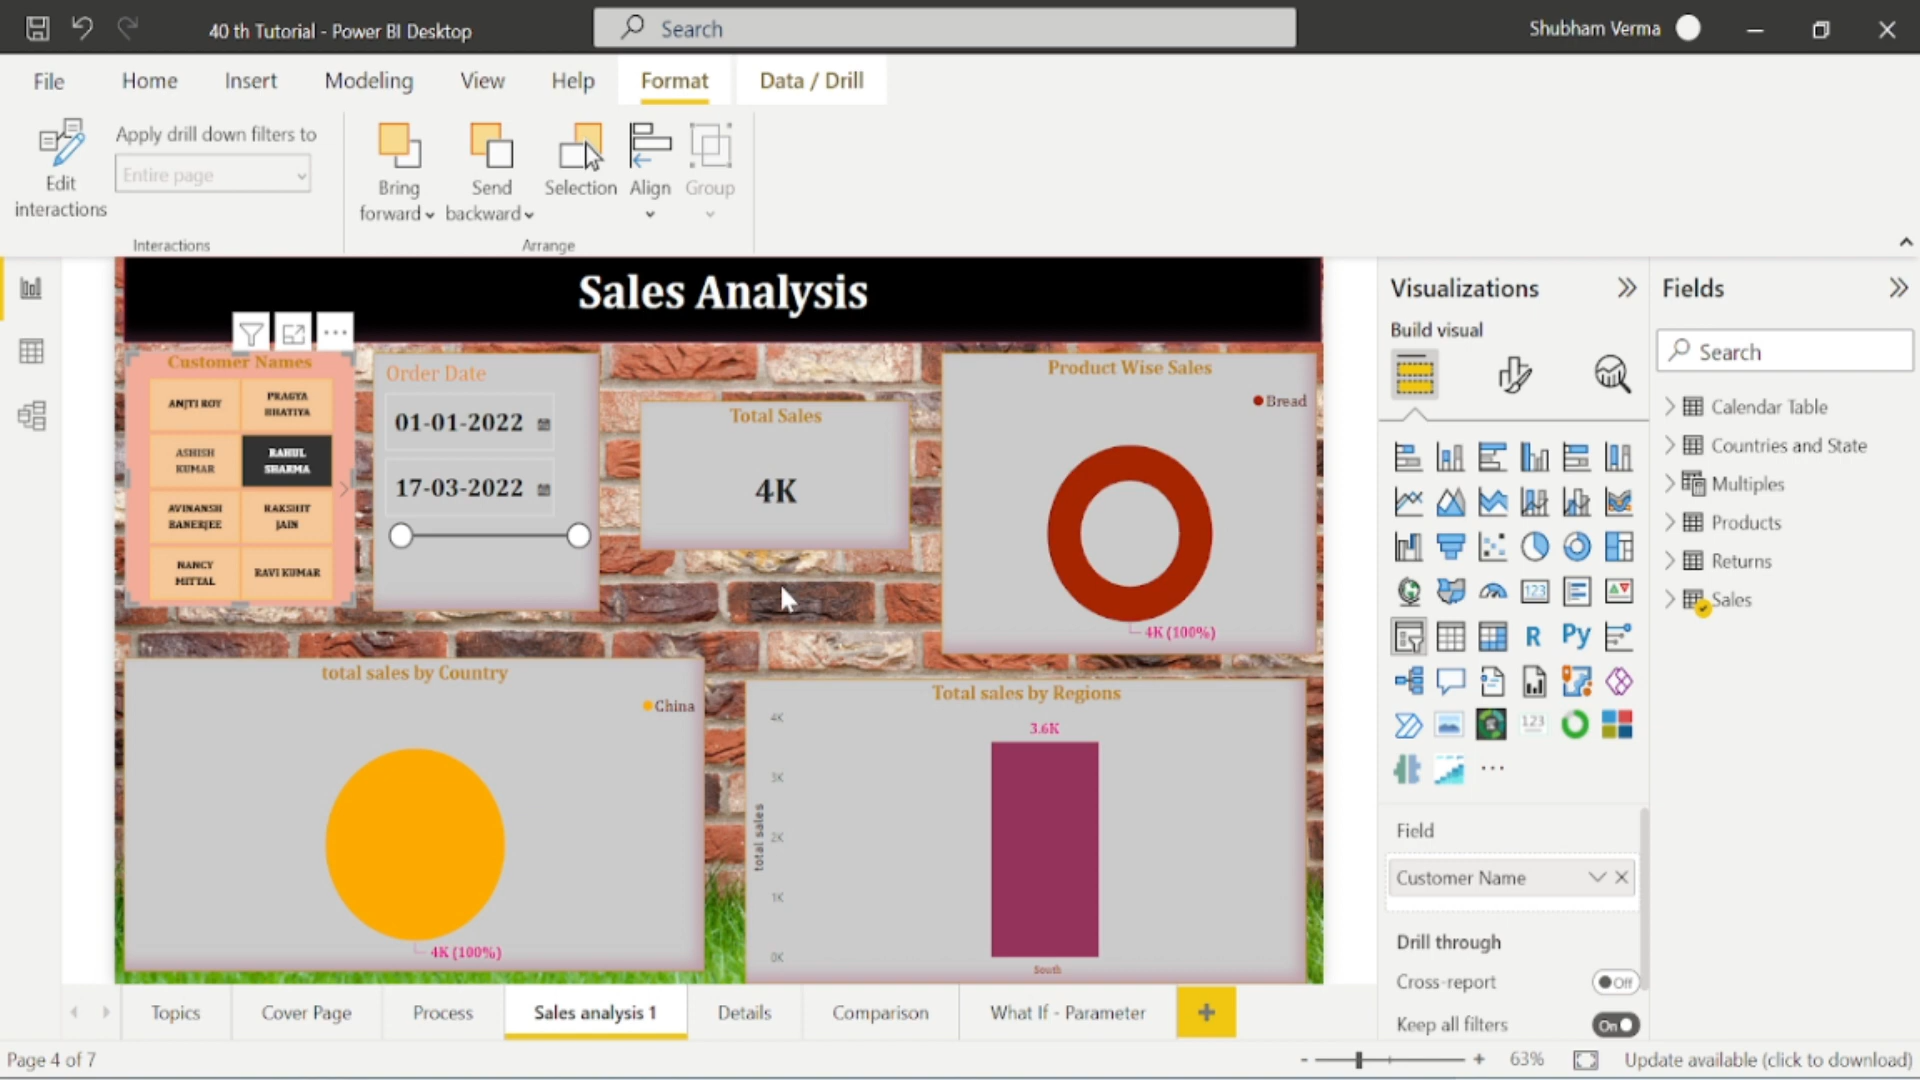 40 th Tutorial - Power BI Desktop
Search
Shubham Verma
File
Home
Insert
Modeling
View
Help
Format
Data / Drill
Edit
interactions
Apply drill down filters to
Entire page
Interactions
Bring
forward
Send
backward
Selection
Align
Group
Arrange
Sales Analysis
Customer Names
ANJTI ROY
PRAGYA
BHATIYA
ASHISH
KUMAR
RAHUL
SHARMA
AVINANSH
BANERJEE
RAKSHIT
JAIN
NANCY
MITTAL
RAVI KUMAR
Order Date
01-01-2022
17-03-2022
Total Sales
4K
Product Wise Sales
Bread
4K (100%)
total sales by Country
China
4K (100%)
Total sales by Regions
total sales
4K
3K
2K
1K
0K
3.6K
South
Visualizations
Build visual
R
Py
123
123
Field
Customer Name
Drill through
Cross-report
Off
Keep all filters
On
Fields
Search
Calendar Table
Countries and State
Multiples
Products
Returns
Sales
Topics
Cover Page
Process
Sales analysis 1
Details
Comparison
What If - Parameter
+
Page 4 of 7
- + 63%
Update available (click to download)